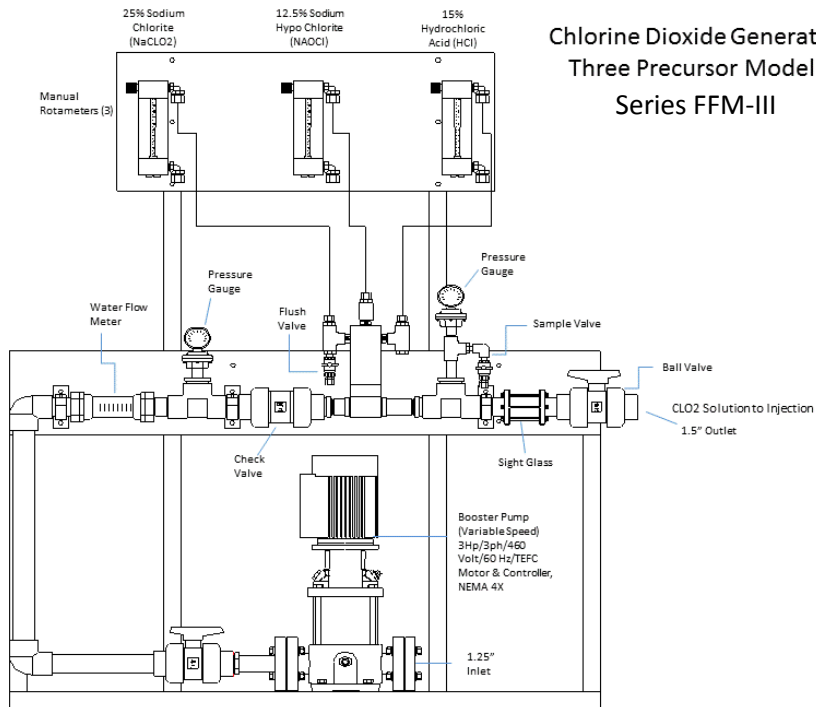 25% Sodium
Chlorite
(NaCLO2)
12.5% Sodium
Hypo Chlorite
(NAOCI)
15%
Hydrochloric
Acid (HCI)
Chlorine Dioxide Generat
Three Precursor Model
Series FFM-III
Manual
Rotameters (3)
Pressure
Gauge
Pressure
Gauge
Water Flow
Meter
Flush
Valve
Sample Valve
Ball Valve
CLO2 Solution to Injection
1.5” Outlet
Check
Valve
Sight Glass
Booster Pump
(Variable Speed)
3Hp/3ph/460
Volt/60 Hz/TEFC
Motor & Controller,
NEMA 4X
1.25”
Inlet